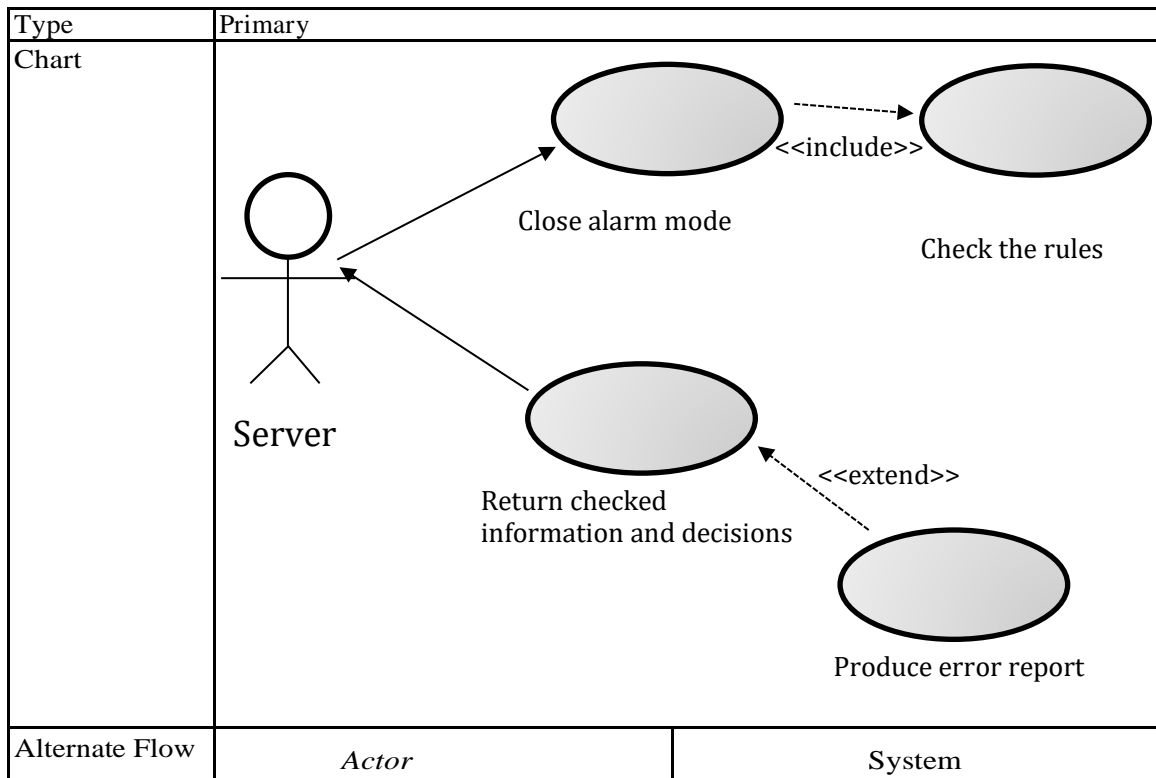 Type
Primary
Chart
<<include>>
Close alarm mode
Check the rules
Server
<<extend>>
Return checked
information and decisions
Produce error report
Alternate Flow
Actor
System